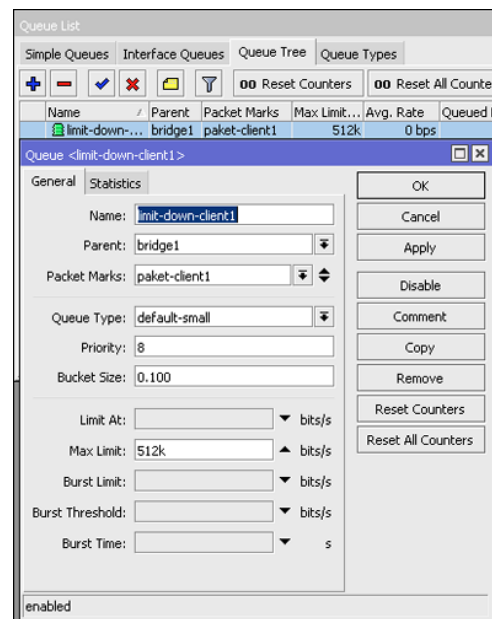 Queue List
Simple Queues Interface Queues Queue Tree Queue Types
00 Reset Counters 00 Reset All Counte
Name / Parent Packet Marks Max Limit... Avg. Rate Queued
limit-down-... bridge1 paket-client1 512k 0 bps
Queue <limit-down-client1>
General Statistics
OK
Name: limit-down-client1
Cancel
Parent: bridge1
Apply
Packet Marks: paket-client1
Disable
Queue Type: default-small
Comment
Priority: 8
Copy
Bucket Size: 0.100
Remove
Reset Counters
Limit At: bits/s
Reset All Counters
Max Limit: 512k bits/s
Burst Limit: bits/s
Burst Threshold: bits/s
Burst Time: s
enabled